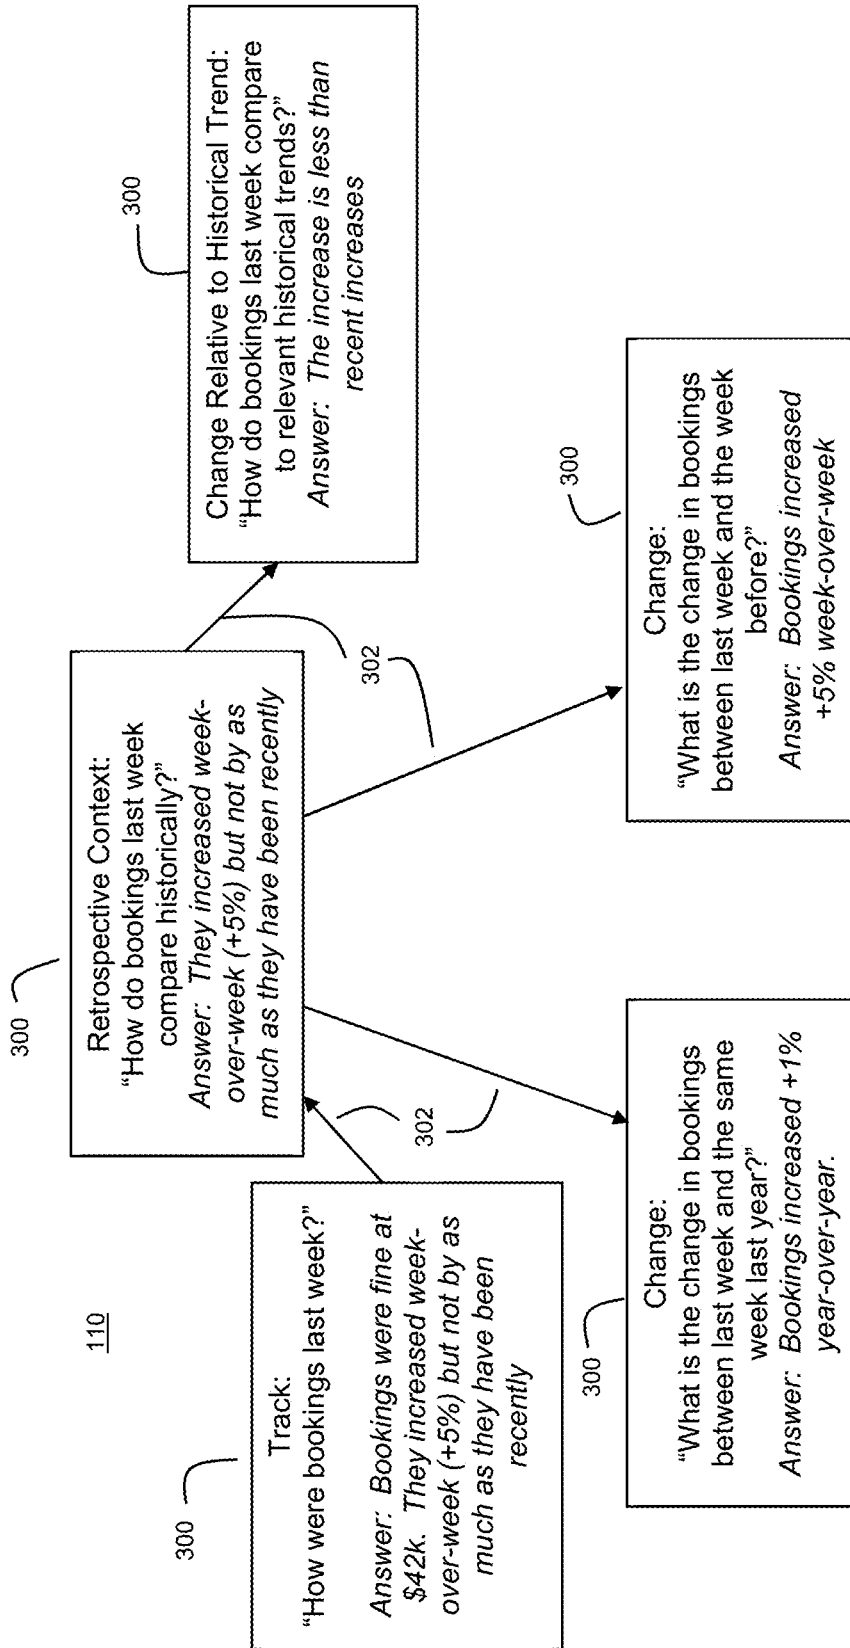 110
300
Track:
“How were bookings last week?”
Answer: Bookings were fine at
$42k. They increased week-
over-week (+5%) but not by as
much as they have been
recently
300
Retrospective Context:
“How do bookings last week
compare historically?”
Answer: They increased week-
over-week (+5%) but not by as
much as they have been recently
300
Change Relative to Historical Trend:
“How do bookings last week compare
to relevant historical trends?”
Answer: The increase is less than
recent increases
302
302
300
Change:
“What is the change in bookings
between last week and the same
week last year?”
Answer: Bookings increased +1%
year-over-year.
300
Change:
“What is the change in bookings
between last week and the week
before?”
Answer: Bookings increased
+5% week-over-week